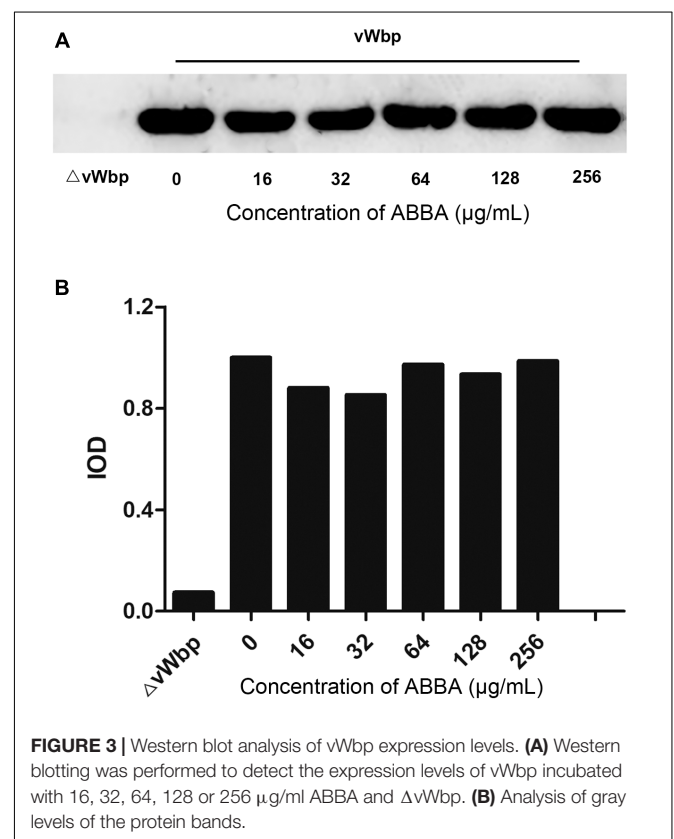 A
vWbp
△vWbp 0 16 32 64 128 256
Concentration of ABBA (µg/mL)
B
1.2
0.8
0.4
0.0
IOD
△vWbp 0 16 32 64 128 256
Concentration of ABBA (µg/mL)
FIGURE 3 | Western blot analysis of vWbp expression levels. (A) Western
blotting was performed to detect the expression levels of vWbp incubated
with 16, 32, 64, 128 or 256 µg/ml ABBA and ΔvWbp. (B) Analysis of gray
levels of the protein bands.